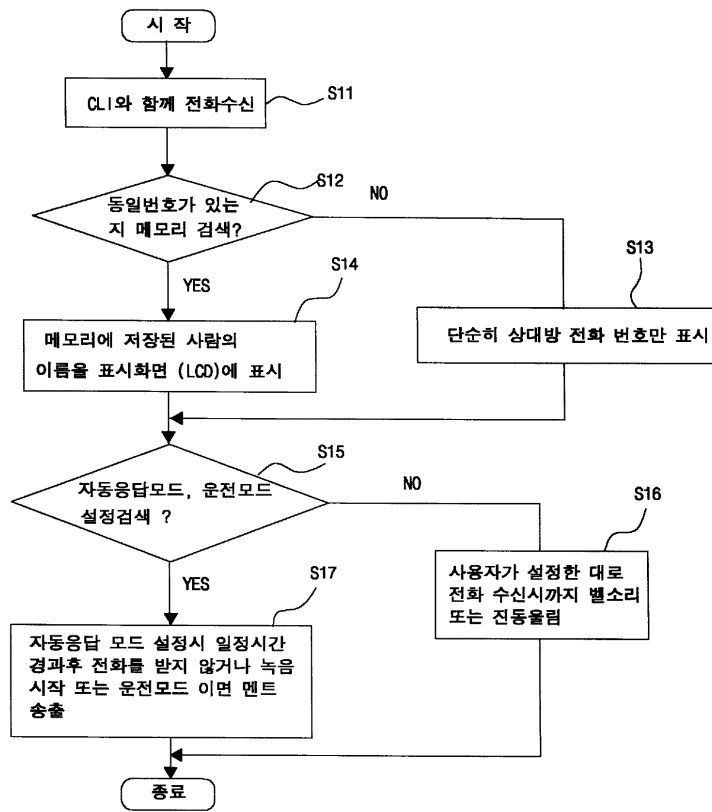 시 작
CLI와 함께 전화수신
S11
S12
동일번호가 있는
지 메모리 검색?
NO
YES
S14
S13
메모리에 저장된 사람의
이름을 표시화면 (LCD)에 표시
단순히 상대방 전화 번호만 표시
S15
자동응답모드, 운전모드
설정검색 ?
NO
YES
S16
사용자가 설정한 대로
전화 수신시까지 벨소리
또는 진동울림
S17
자동응답 모드 설정시 일정시간
경과후 전화를 받지 않거나 녹음
시작 또는 운전모드 이면 멘트
송출
종료